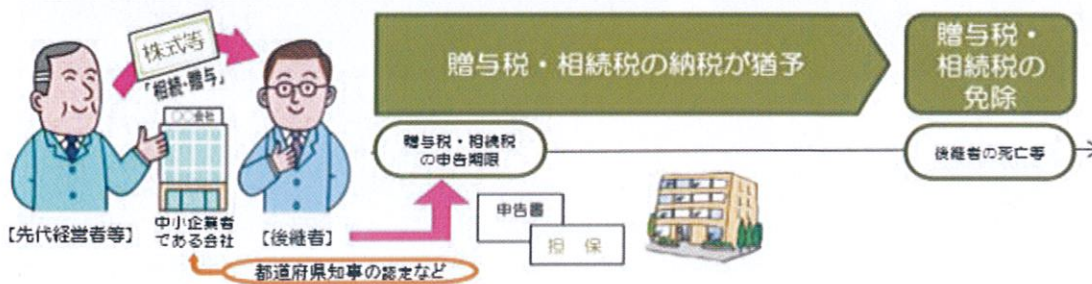 株式等
「相続・贈与」
〇〇会社
【先代経営者等】
中小企業者
である会社
【後継者】
都道府県知事の認定など
贈与税・相続税の納税が猶予
贈与税・相続税
の申告期限
申告書
担保
贈与税・
相続税の
免除
後継者の死亡等